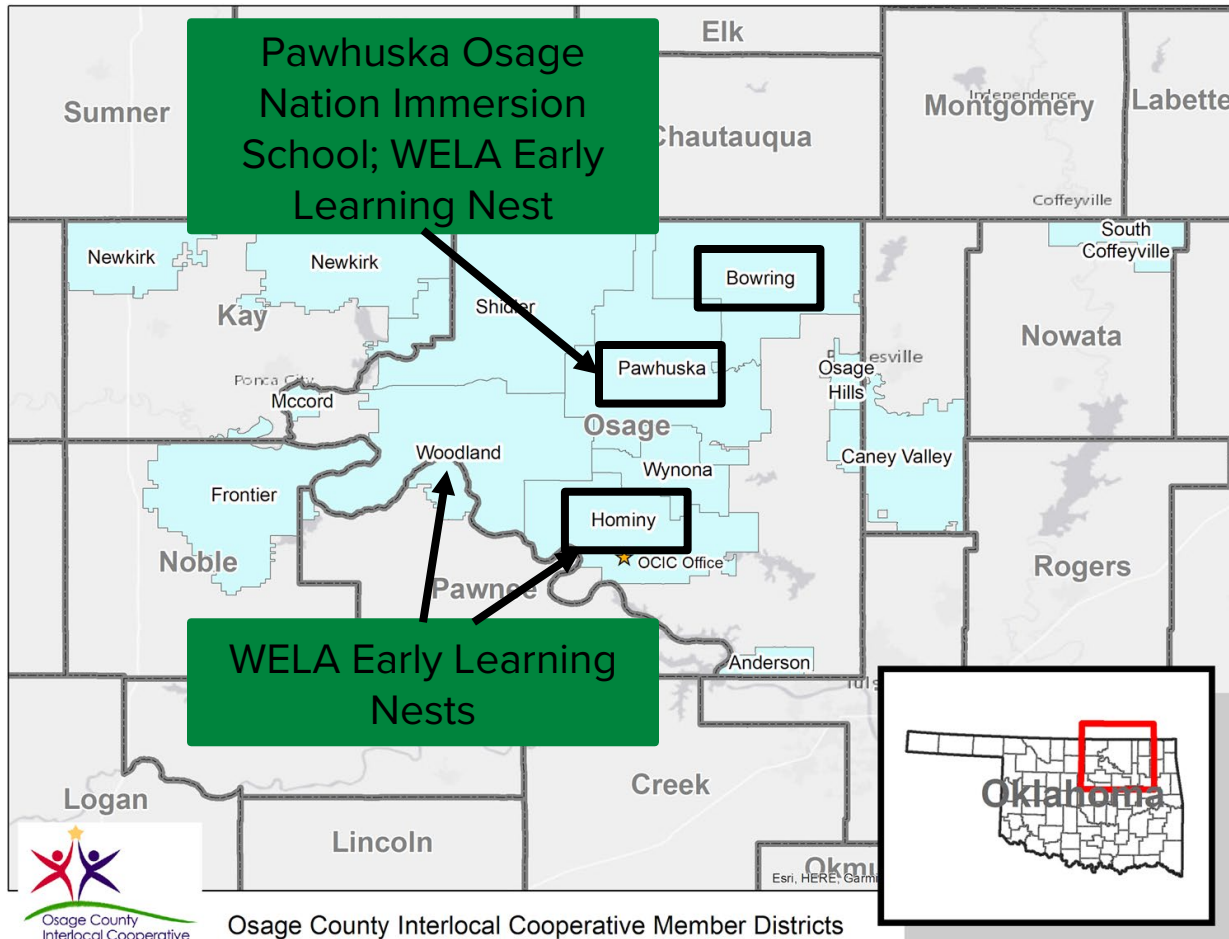 Elk
Pawhuska Osage
Nation Immersion
School; WELA Early
Learning Nest
Sumner
Chautauqua
Independence
Montgomery
Labette
Coffeyville
South
Coffeyville
Newkirk
Newkirk
Bowring
Kay
Shidler
Nowata
Pawhuska
Osage
Hills
Ponca City
Mccord
Osage
Woodland
Wynona
Caney Valley
Frontier
Hominy
OCIC Office
Noble
Pawnee
Rogers
WELA Early Learning
Nests
Anderson
Creek
Logan
Lincoln
Oklahoma
Esri, HERE, Garmi
Osage County
Interlocal Cooperative
Osage County Interlocal Cooperative Member Districts